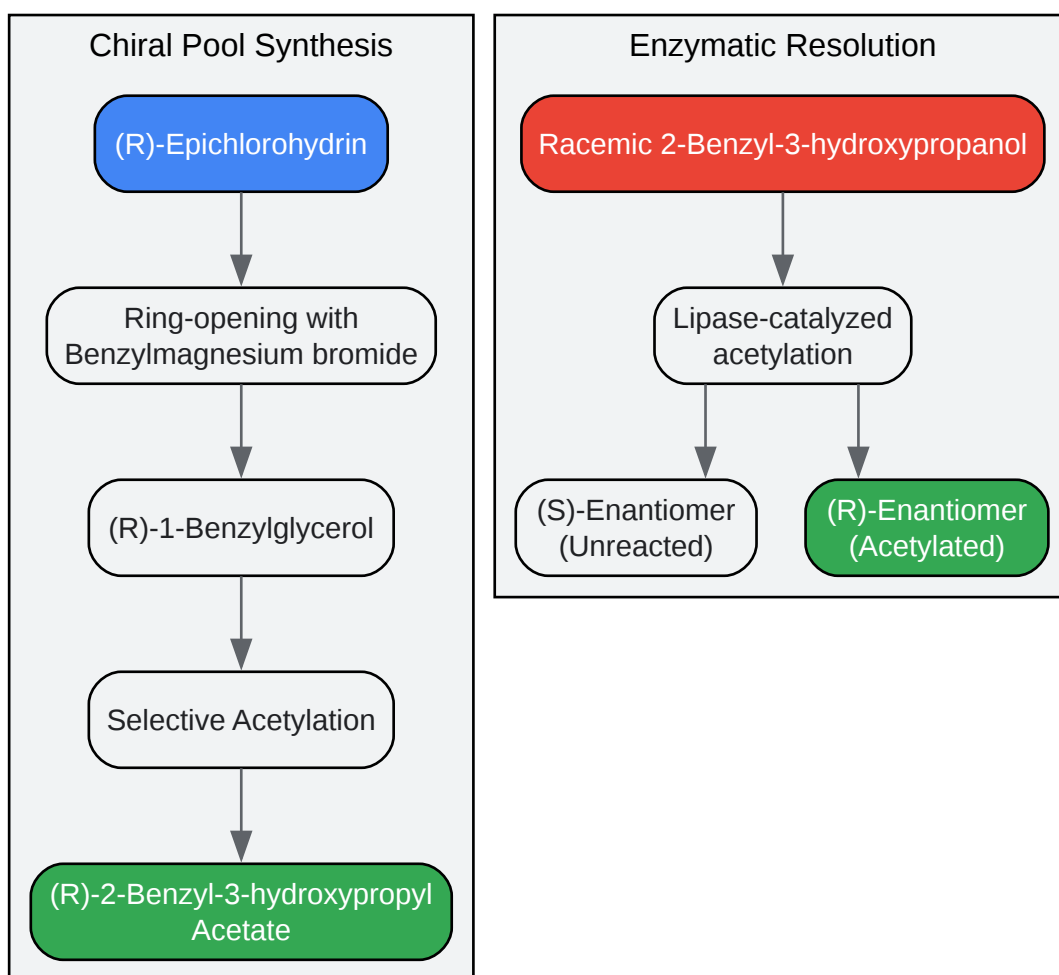 Chiral Pool Synthesis
(R)-Epichlorohydrin
Ring-opening with
Benzylmagnesium bromide
(R)-1-Benzylglycerol
Selective Acetylation
(R)-2-Benzyl-3-hydroxypropyl
Acetate
Enzymatic Resolution
Racemic 2-Benzyl-3-hydroxypropanol
Lipase-catalyzed
acetylation
(S)-Enantiomer
(Unreacted)
(R)-Enantiomer
(Acetylated)